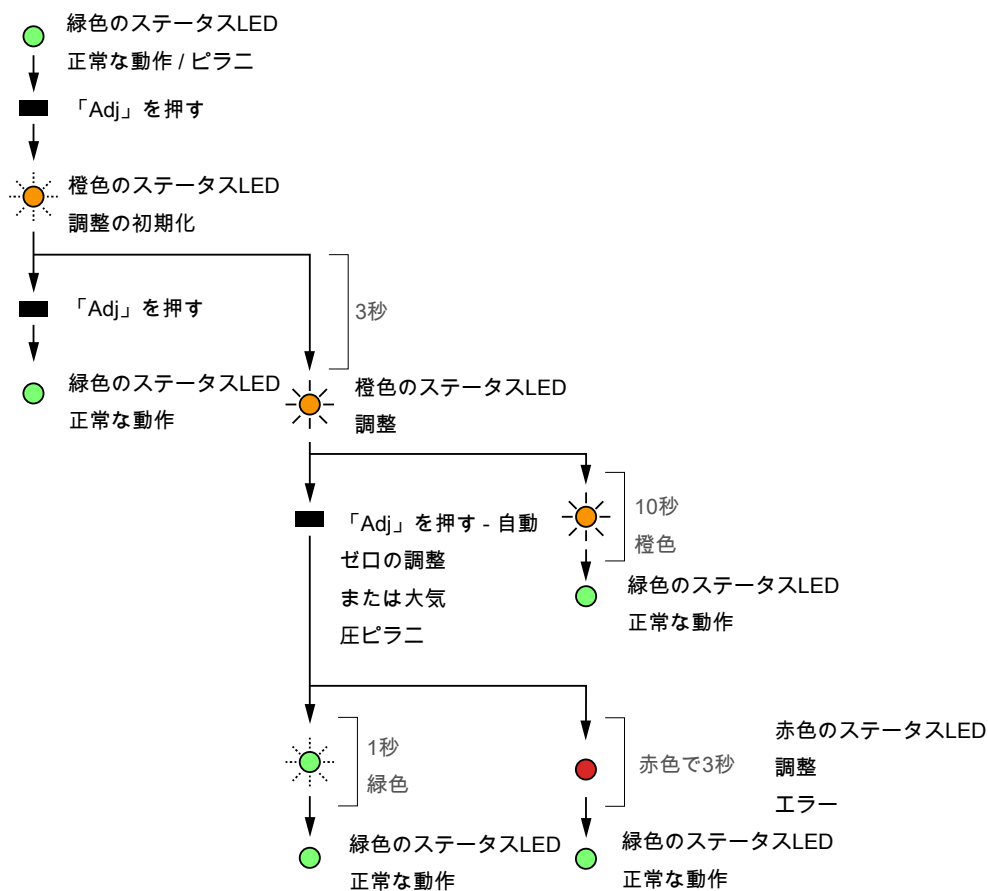 緑色のステータスLED
正常な動作 / ピラニ
「Adj」を押す
橙色のステータスLED
調整の初期化
3秒
「Adj」を押す
緑色のステータスLED
正常な動作
橙色のステータスLED
調整
「Adj」を押す - 自動
ゼロの調整
または大気
圧ピラニ
10秒
橙色
緑色のステータスLED
正常な動作
1秒
緑色
赤色で3秒
赤色のステータスLED
調整
エラー
緑色のステータスLED
正常な動作
緑色のステータスLED
正常な動作